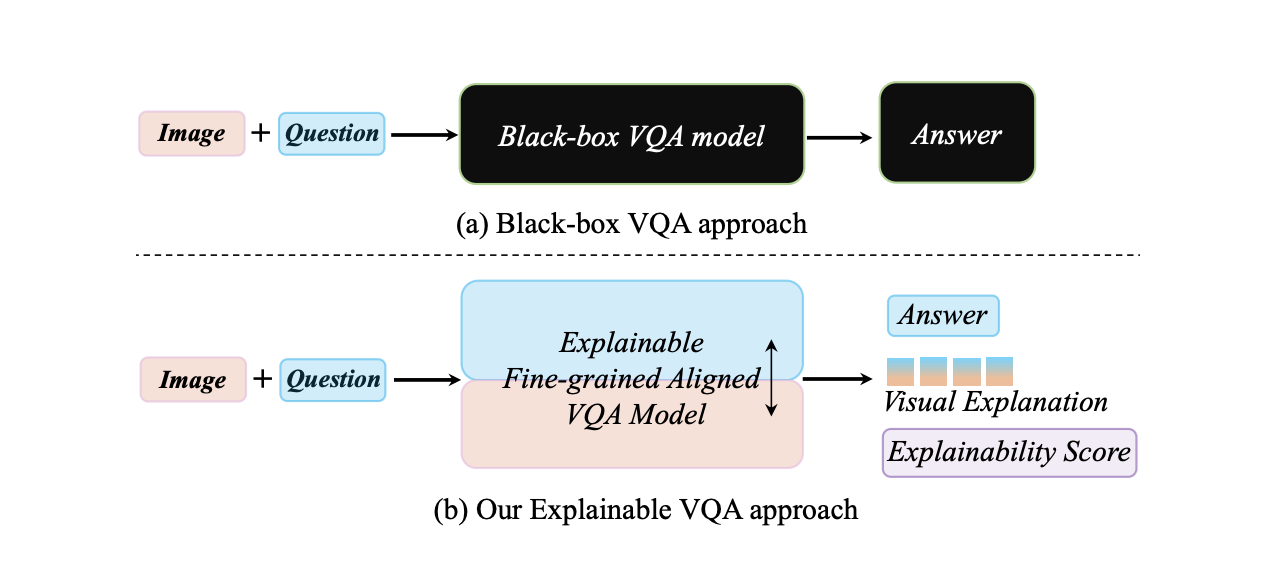 Image + Question
Black-box VQA model
Answer
(a) Black-box VQA approach
Image + Question
Explainable
Fine-grained Aligned
VQA Model
Answer
Visual Explanation
Explainability Score
(b) Our Explainable VQA approach